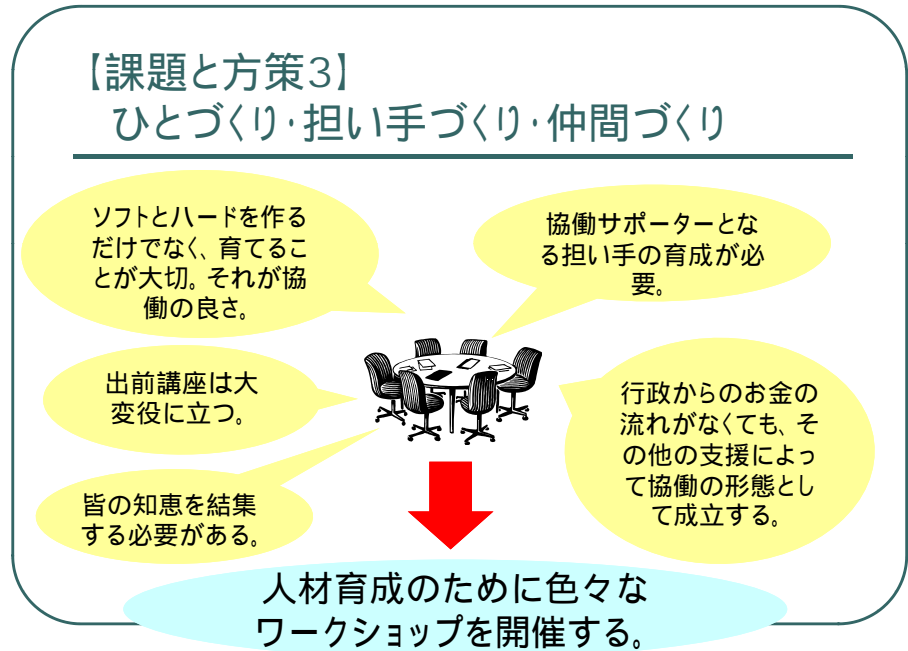 【課題と方策3】
ひとづくり・担い手づくり・仲間づくり
ソフトとハードを作る
だけでなく、育てるこ
とが大切。それが協
働の良さ。
協働サポーターとな
る担い手の育成が必
要。
出前講座は大
変役に立つ。
行政からのお金の
流れがなくても、そ
の他の支援によっ
て協働の形態とし
て成立する。
皆の知恵を結集
する必要がある。
人材育成のために色々な
ワークショップを開催する。